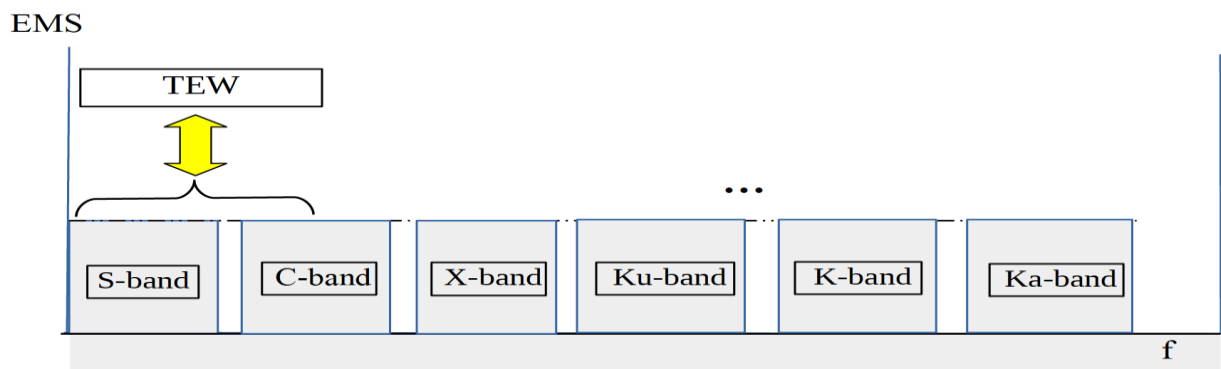 EMS
TEW
...
S-band
C-band
X-band
Ku-band
K-band
Ka-band
f